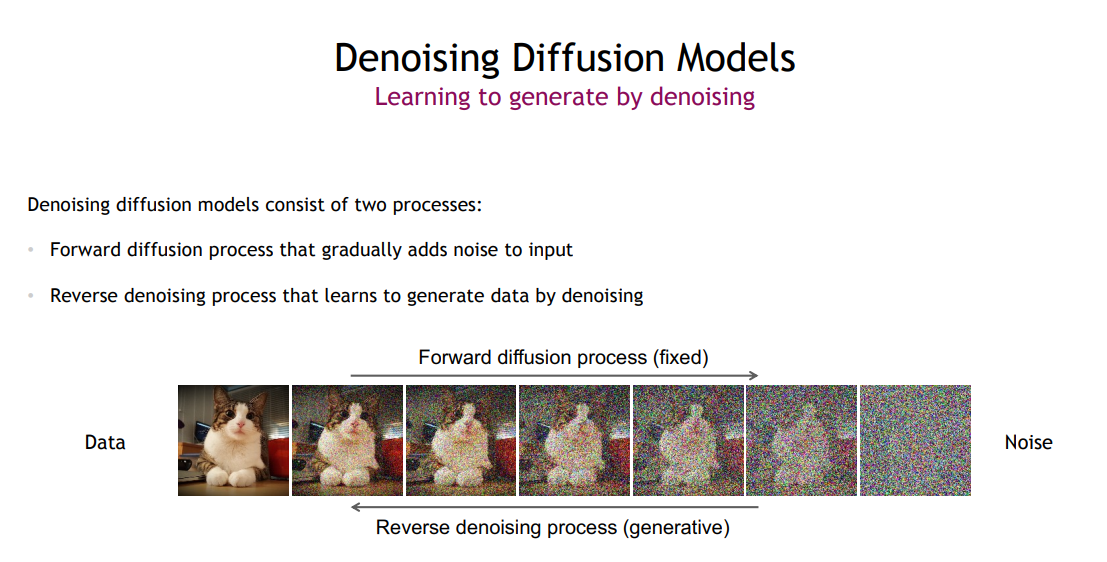 Denoising Diffusion Models
Learning to generate by denoising
Denoising diffusion models consist of two processes:
• Forward diffusion process that gradually adds noise to input
• Reverse denoising process that learns to generate data by denoising
Forward diffusion process (fixed)
Data
Noise
Reverse denoising process (generative)